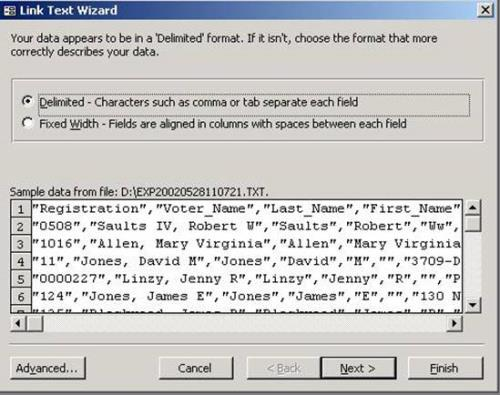 Link Text Wizard
Your data appears to be in a 'Delimited' format. If it isn't, choose the format that more
correctly describes your data.
Delimited - Characters such as comma or tab separate each field
Fixed Width - Fields are aligned in columns with spaces between each field
Sample data from file: D:\EXP20020528110721.TXT.
1 "Registration","Voter_Name","Last_Name","First_Name"
2 "0508","Saults IV, Robert W","Saults","Robert","Ww",
3 "1016","Allen, Mary Virginia","Allen","Mary Virginia
4 "11","Jones, David M","Jones","David","M","","3709-D
5 "0000227","Linzy, Jenny R","Linzy","Jenny","R","","P
6 "124","Jones, James E","Jones","James","E","","130 N
Advanced... Cancel < Back Next > Finish